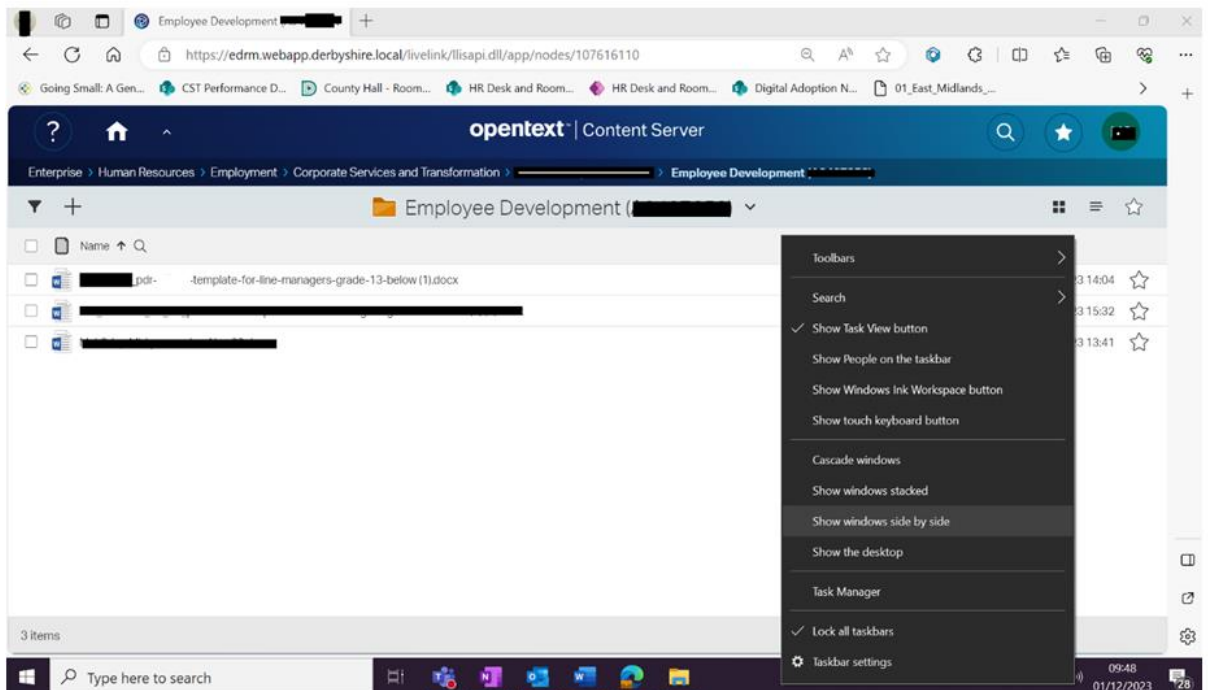 Employee Development
https://edrm.webapp.derbyshire.local/livelink/llisapi.dll/app/nodes/107616110
Going Small: A Gen... CST Performance D... County Hall - Room... HR Desk and Room... HR Desk and Room... Digital Adoption N... 01_East_Midlands_...
? opentext™ | Content Server
Enterprise > Human Resources > Employment > Corporate Services and Transformation > > Employee Development
Employee Development (
Name
_pdr- -template-for-line-managers-grade-13-below (1).docx
3 14:04
3 15:32
3 13:41
Toolbars
Search
Show Task View button
Show People on the taskbar
Show Windows Ink Workspace button
Show touch keyboard button
Cascade windows
Show windows stacked
Show windows side by side
Show the desktop
Task Manager
Lock all taskbars
Taskbar settings
3 items
Type here to search
09:48
01/12/2023
28